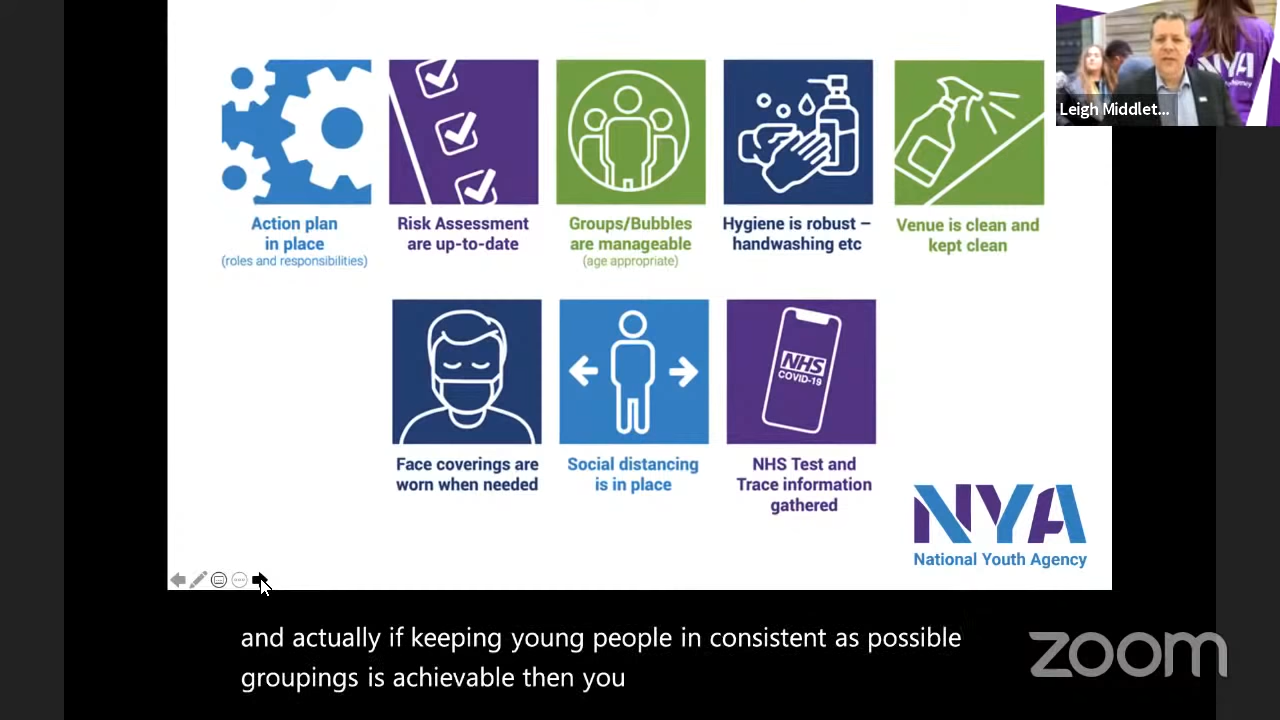 NYA
Leigh Middlet...
Action plan
in place
(roles and responsibilities)
Risk Assessment
are up-to-date
Groups/Bubbles
are manageable
(age appropriate)
Hygiene is robust –
handwashing etc
Venue is clean and
kept clean
NHS
COVID-19
Face coverings are
worn when needed
Social distancing
is in place
NHS Test and
Trace information
gathered
NYA
National Youth Agency
and actually if keeping young people in consistent as possible
groupings is achievable then you
zoom